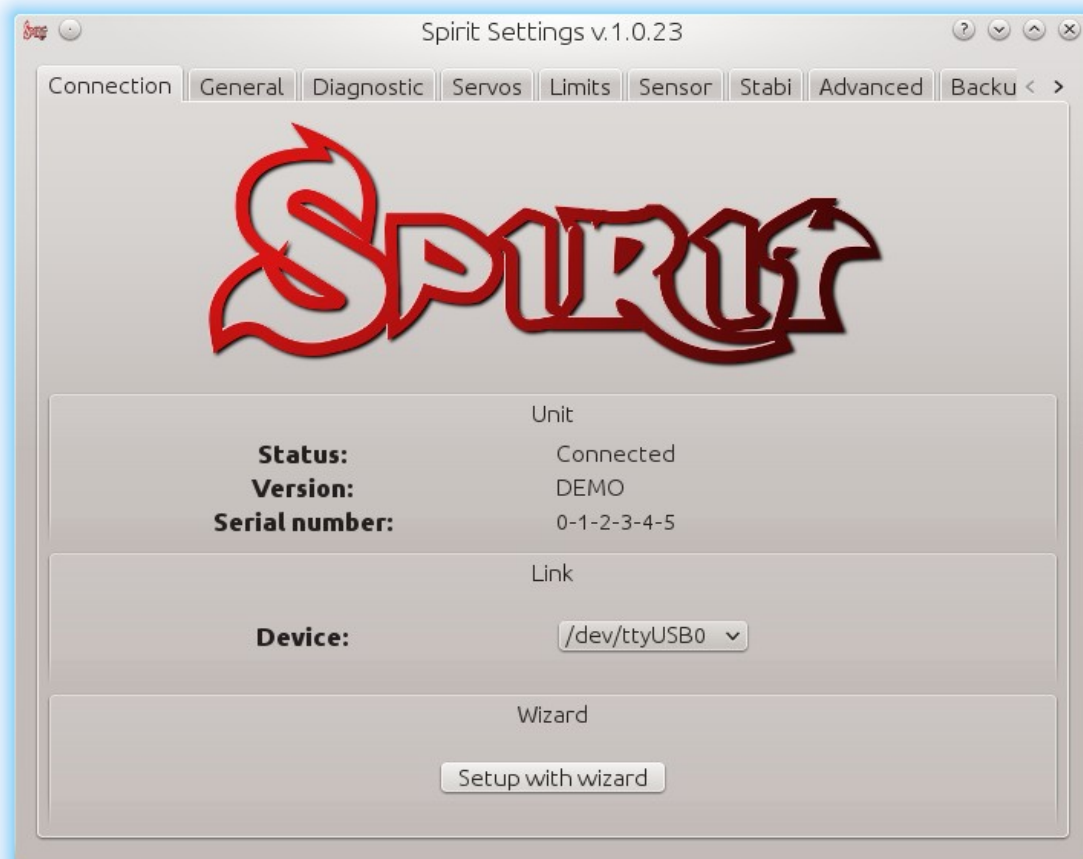 Spirit Settings v.1.0.23
Connection General Diagnostic Servos Limits Sensor Stabi Advanced Backu
SPIRIT
Unit
Status: Connected
Version: DEMO
Serial number: 0-1-2-3-4-5
Link
Device: /dev/ttyUSB0
Wizard
Setup with wizard